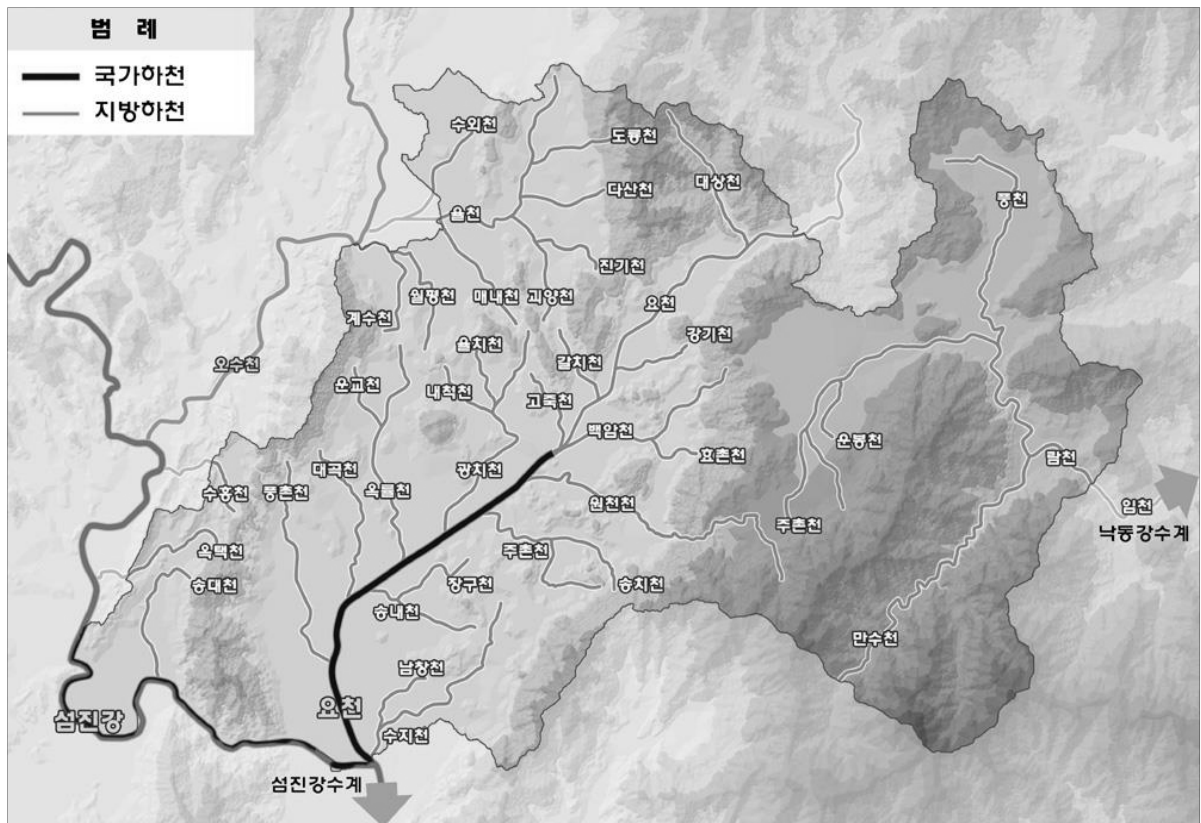 범 례
국가하천
지방하천
수외천
도룡천
대상천
다산천
풍천
율천
진기천
월평천
매내천
괴양천
요천
계수천
강기천
율치천
갈치천
오수천
운교천
내척천
고죽천
백암천
운봉천
효촌천
람천
대곡천
광치천
수홍천
풍촌천
옥률천
원천천
임천
주촌천
낙동강수계
옥택천
주촌천
송대천
장구천
송치천
송내천
만수천
남창천
섬진강
요천
수지천
섬진강수계